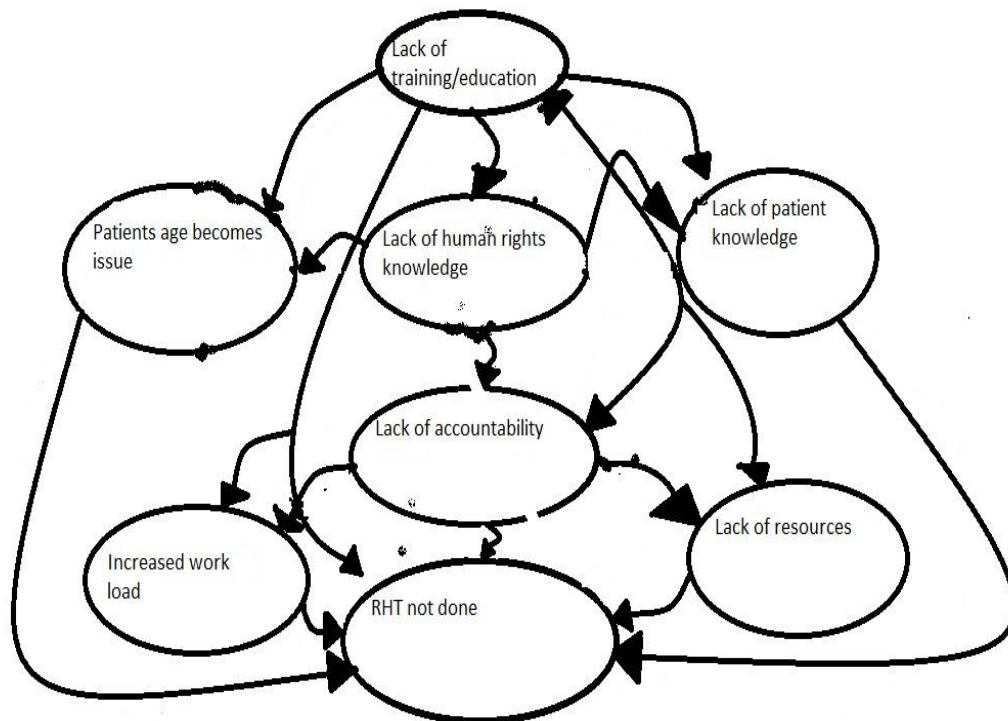 Lack of
training/education
Patients age becomes
issue
Lack of human rights
knowledge
Lack of patient
knowledge
Lack of accountability
Increased work
load
Lack of resources
RHT not done